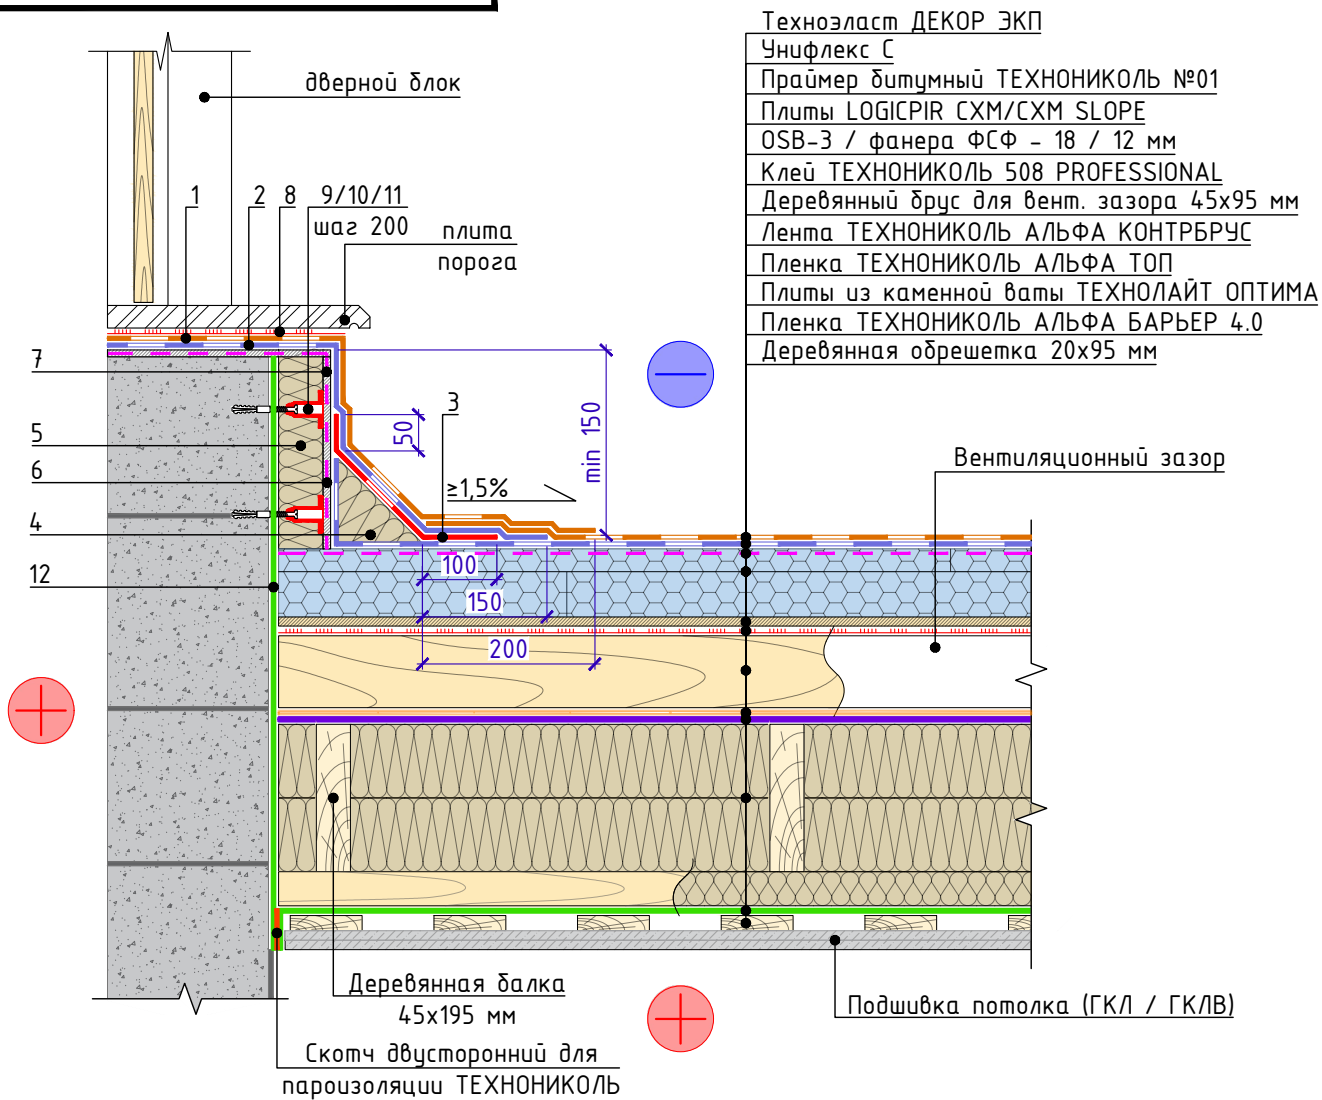 Техноэласт ДЕКОР ЭКП
Унифлекс С
Праймер битумный ТЕХНОНИКОЛЬ №01
Плиты LOGICPIR СХМ/СХМ SLOPE
OSB-3 / фанера ФСФ - 18 / 12 мм
Клей ТЕХНОНИКОЛЬ 508 PROFESSIONAL
Деревянный брус для вент. зазора 45х95 мм
Лента ТЕХНОНИКОЛЬ АЛЬФА КОНТРБРУС
Пленка ТЕХНОНИКОЛЬ АЛЬФА ТОП
Плиты из каменной ваты ТЕХНОЛАЙТ ОПТИМА
Пленка ТЕХНОНИКОЛЬ АЛЬФА БАРЬЕР 4.0
Деревянная обрешетка 20х95 мм
дверной блок
1
2
8
9/10/11
шаг 200
плита
порога
7
5
6
4
12
3
50
min 150
≥1,5%
100
150
200
Вентиляционный зазор
Деревянная балка
45х195 мм
Скотч двусторонний для
пароизоляции ТЕХНОНИКОЛЬ
Подшивка потолка (ГКЛ / ГКЛВ)